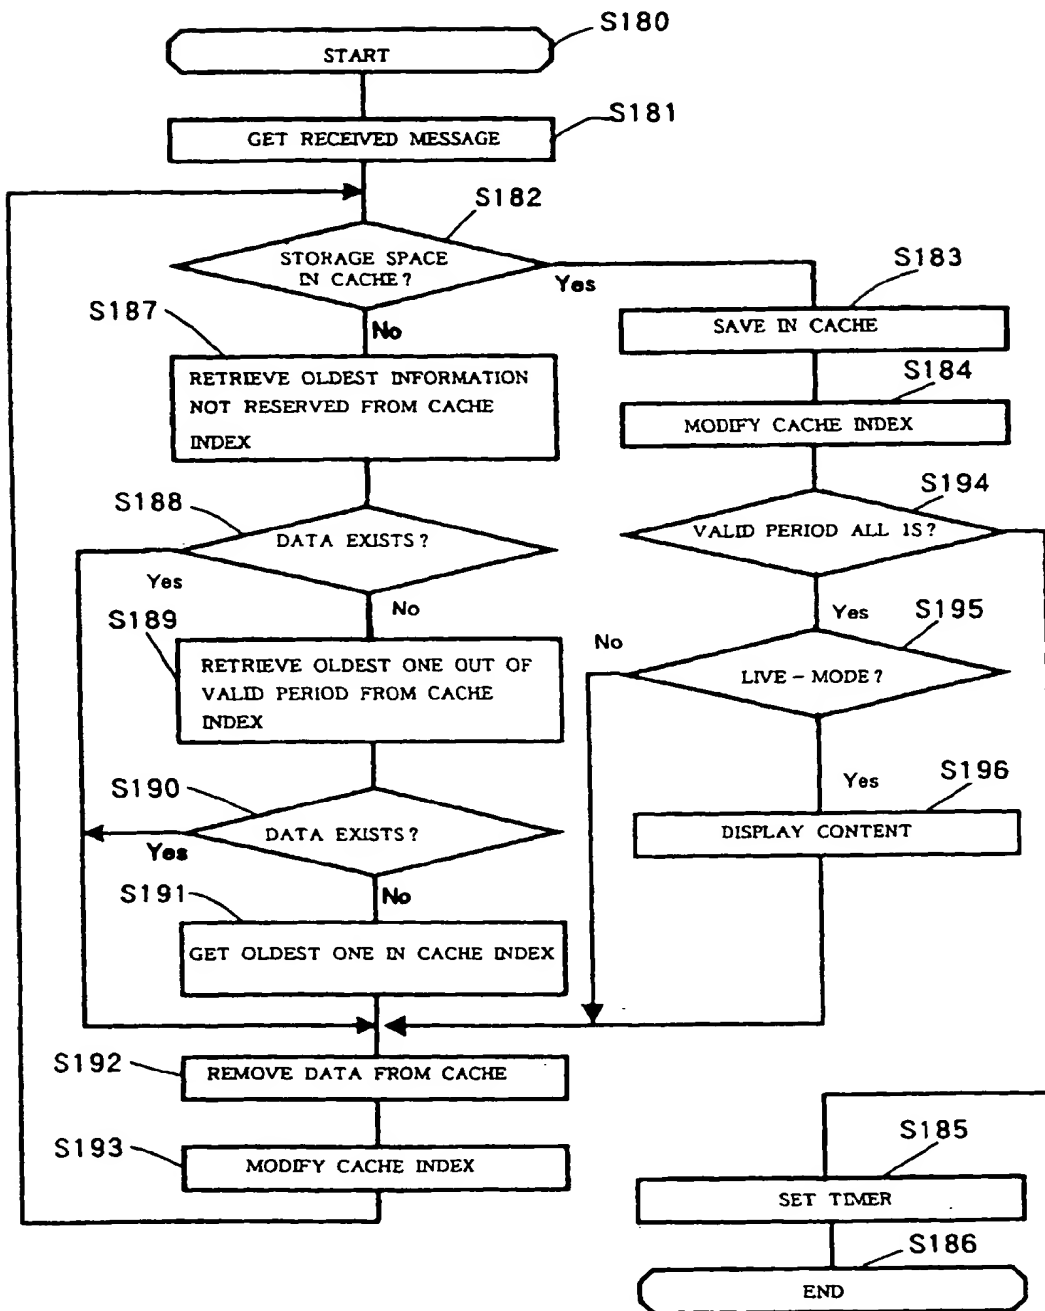 S180
START
S181
GET RECEIVED MESSAGE
S182
STORAGE SPACE
IN CACHE?
Yes
No
S183
SAVE IN CACHE
S187
RETRIEVE OLDEST INFORMATION
NOT RESERVED FROM CACHE
INDEX
S184
MODIFY CACHE INDEX
S188
DATA EXISTS?
Yes
No
S194
VALID PERIOD ALL 1S?
Yes
S189
RETRIEVE OLDEST ONE OUT OF
VALID PERIOD FROM CACHE
INDEX
S195
No
LIVE-MODE?
Yes
S190
DATA EXISTS?
Yes
No
S196
DISPLAY CONTENT
S191
GET OLDEST ONE IN CACHE INDEX
S192
REMOVE DATA FROM CACHE
S193
MODIFY CACHE INDEX
S185
SET TIMER
S186
END